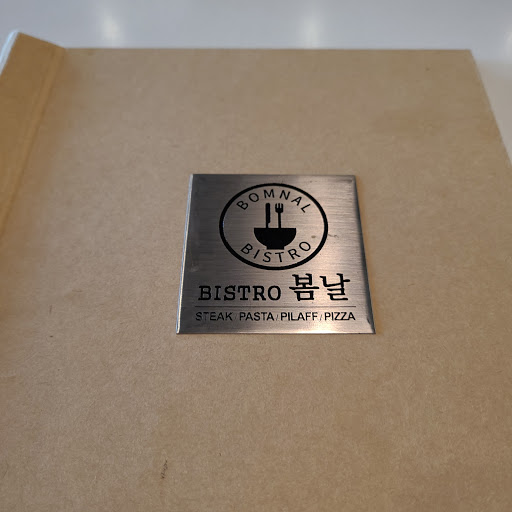 BOMNAL
BISTRO
BISTRO 봄날
STEAK PASTA/PILAFF/PIZZA